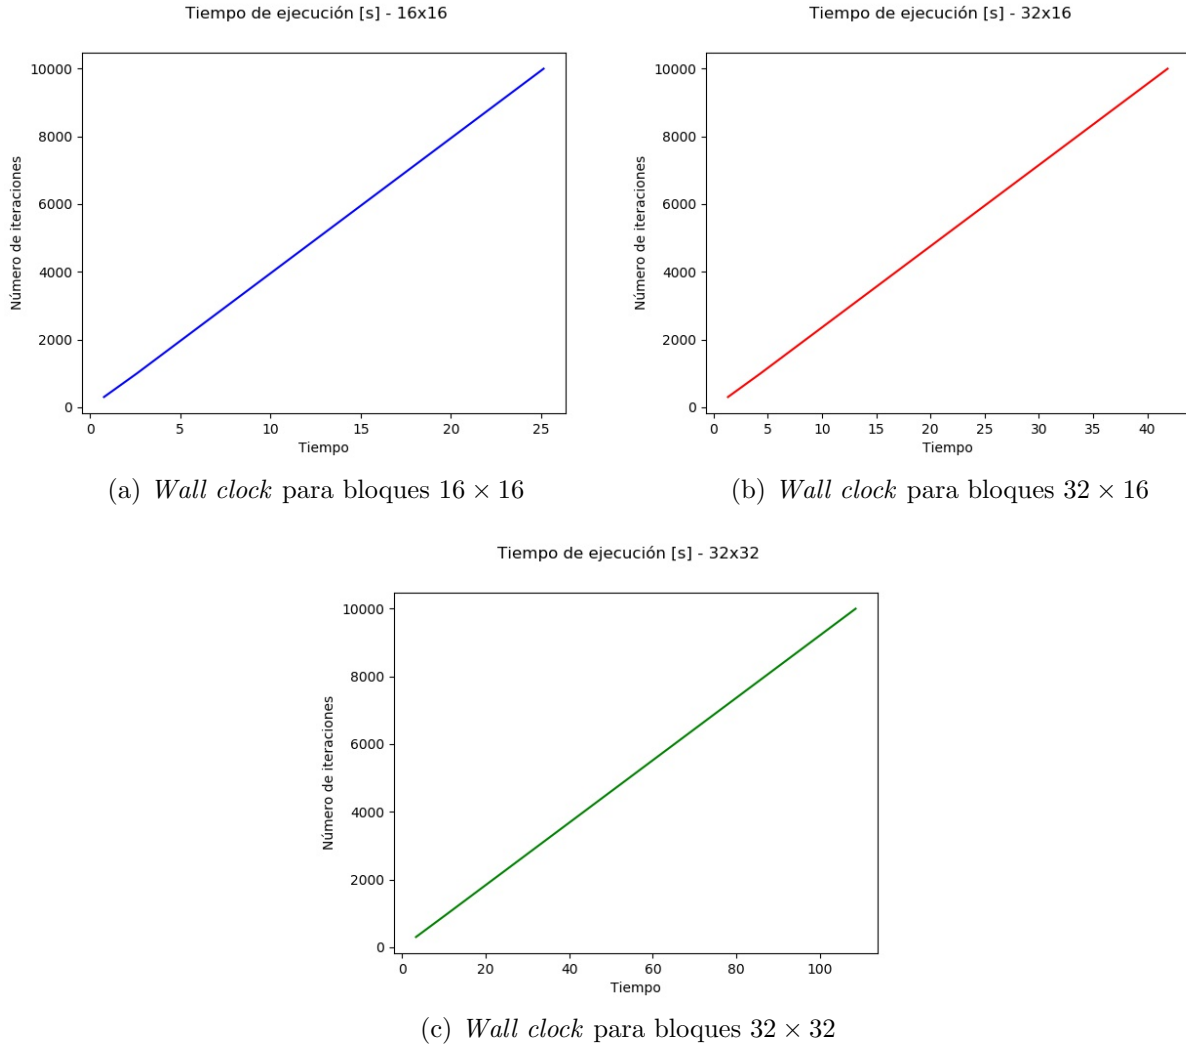 Tiempo de ejecución [s] - 16x16
10000
8000
6000
4000
2000
0
Número de iteraciones
0 5 10 15 20 25
Tiempo
(a) Wall clock para bloques 16 × 16
Tiempo de ejecución [s] - 32x16
10000
8000
6000
4000
2000
0
Número de iteraciones
0 5 10 15 20 25 30 35 40
Tiempo
(b) Wall clock para bloques 32 × 16
Tiempo de ejecución [s] - 32x32
10000
8000
6000
4000
2000
0
Número de iteraciones
0 20 40 60 80 100
Tiempo
(c) Wall clock para bloques 32 × 32